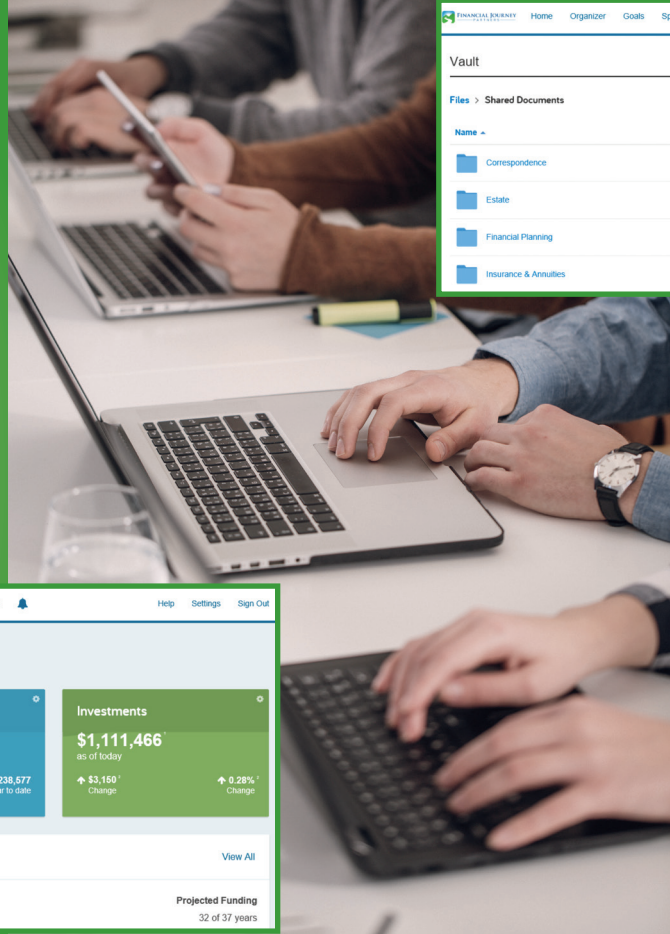 FINANCIAL JOURNEY
PARTNERS
Home Organizer Goals Sp
Vault
Files > Shared Documents
Name
Correspondence
Estate
Financial Planning
Insurance & Annuities
Help Settings Sign Out
Investments
$1,111,466
as of today
238,577
r to date
$3,150
Change
0.28%
Change
View All
Projected Funding
32 of 37 years